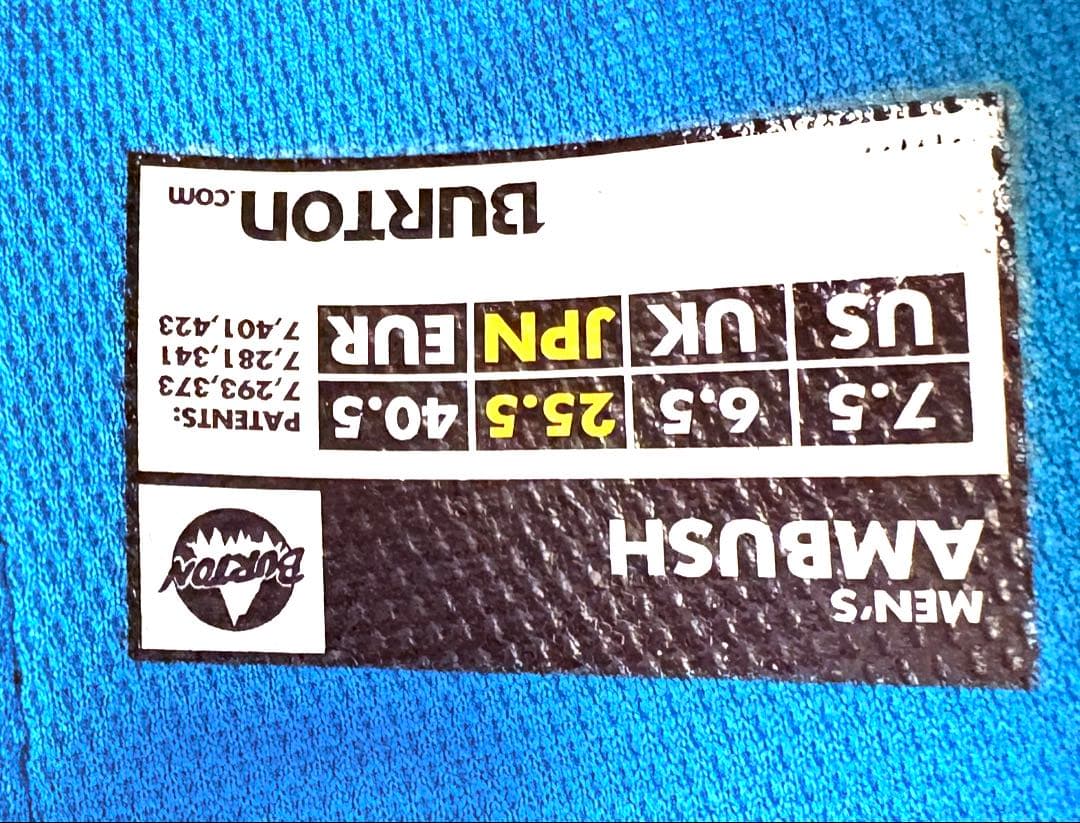 MEN'S
AMBUSH
BURTON
7.5 6.5 25.5 40.5
US UK JPN EUR
PATENTS:
7,293,373
7,281,341
7,401,423
BURTON.com